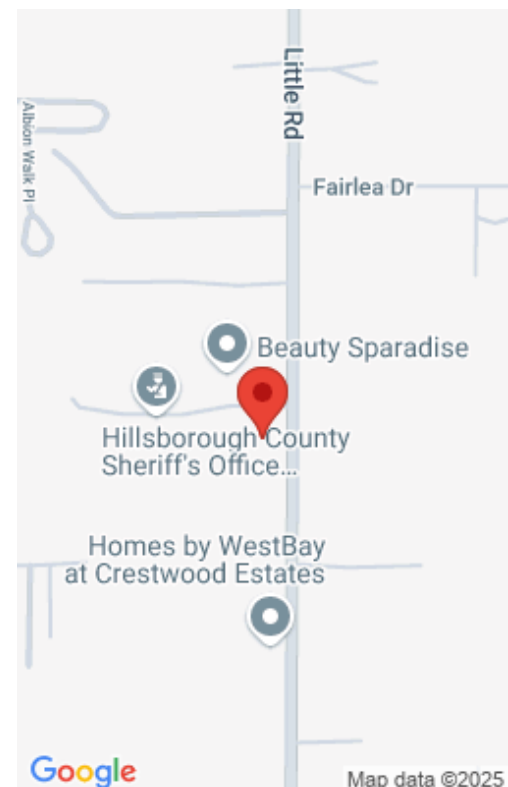 Little Rd
Albion Walk Pl
Fairlea Dr
Beauty Sparadise
Hillsborough County
Sheriff's Office...
Homes by WestBay
at Crestwood Estates
Google
Map data ©2025